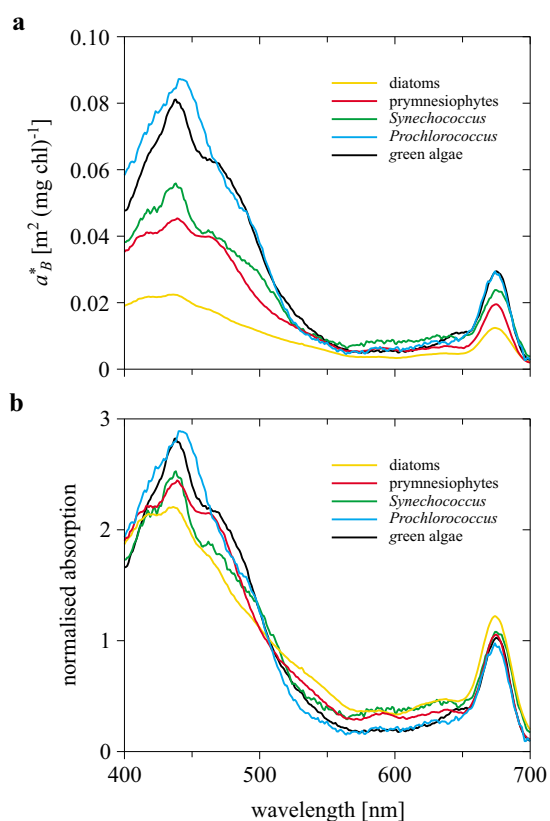 a
0.10
0.08
0.06
0.04
0.02
0
a*B [m2 (mg chl)-1]
diatoms
prymnesiophytes
Synechococcus
Prochlorococcus
green algae
b
3
2
1
0
normalised absorption
diatoms
prymnesiophytes
Synechococcus
Prochlorococcus
green algae
400 500 600 700
wavelength [nm]